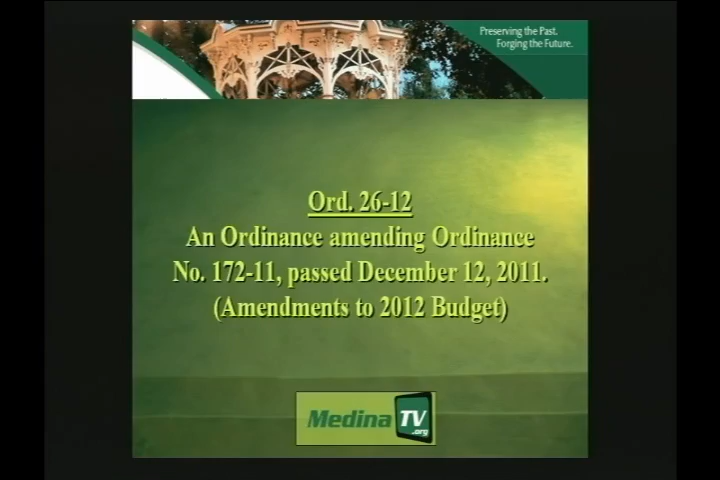 Preserving the Past.
Forging the Future.
Ord. 26-12
An Ordinance amending Ordinance
No. 172-11, passed December 12, 2011.
(Amendments to 2012 Budget)
Medina TV
.org